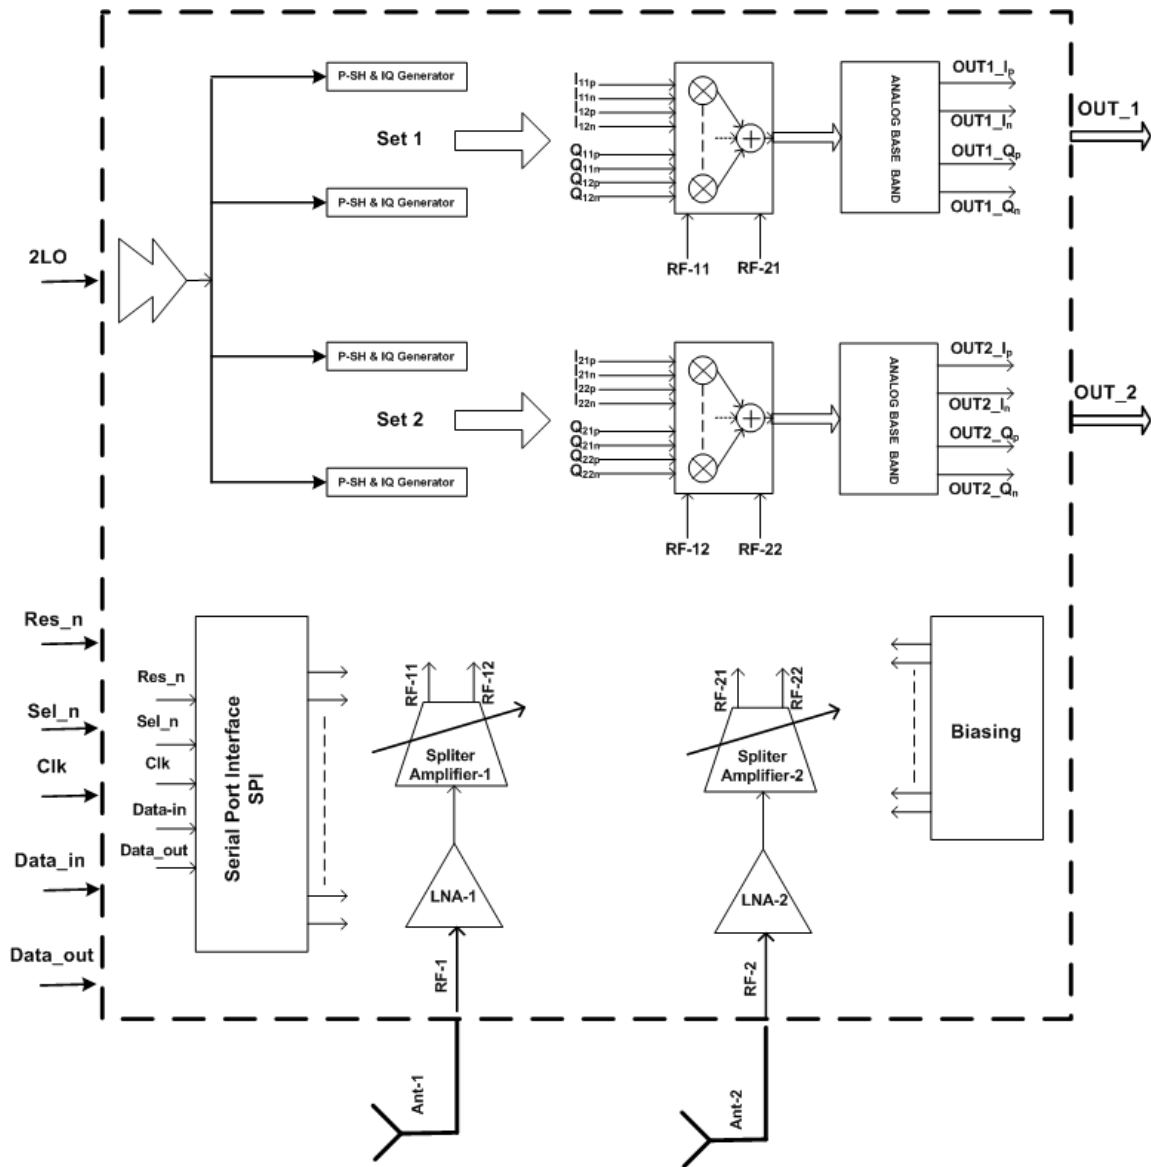 2LO
P-SH & IQ Generator
Set 1
P-SH & IQ Generator
P-SH & IQ Generator
Set 2
P-SH & IQ Generator
I11p
I11n
I12p
I12n
Q11p
Q11n
Q12p
Q12n
RF-11
RF-21
ANALOG BASE BAND
OUT1_Ip
OUT1_In
OUT1_Qp
OUT1_Qn
OUT_1
I21p
I21n
I22p
I22n
Q21p
Q21n
Q22p
Q22n
RF-12
RF-22
ANALOG BASE BAND
OUT2_Ip
OUT2_In
OUT2_Qp
OUT2_Qn
OUT_2
Res_n
Sel_n
Clk
Data_in
Data_out
Res_n
Sel_n
Clk
Data-in
Data_out
Serial Port Interface
SPI
RF-11
RF-12
Spliter
Amplifier-1
LNA-1
RF-1
Ant-1
RF-21
RF-22
Spliter
Amplifier-2
LNA-2
RF-2
Ant-2
Biasing